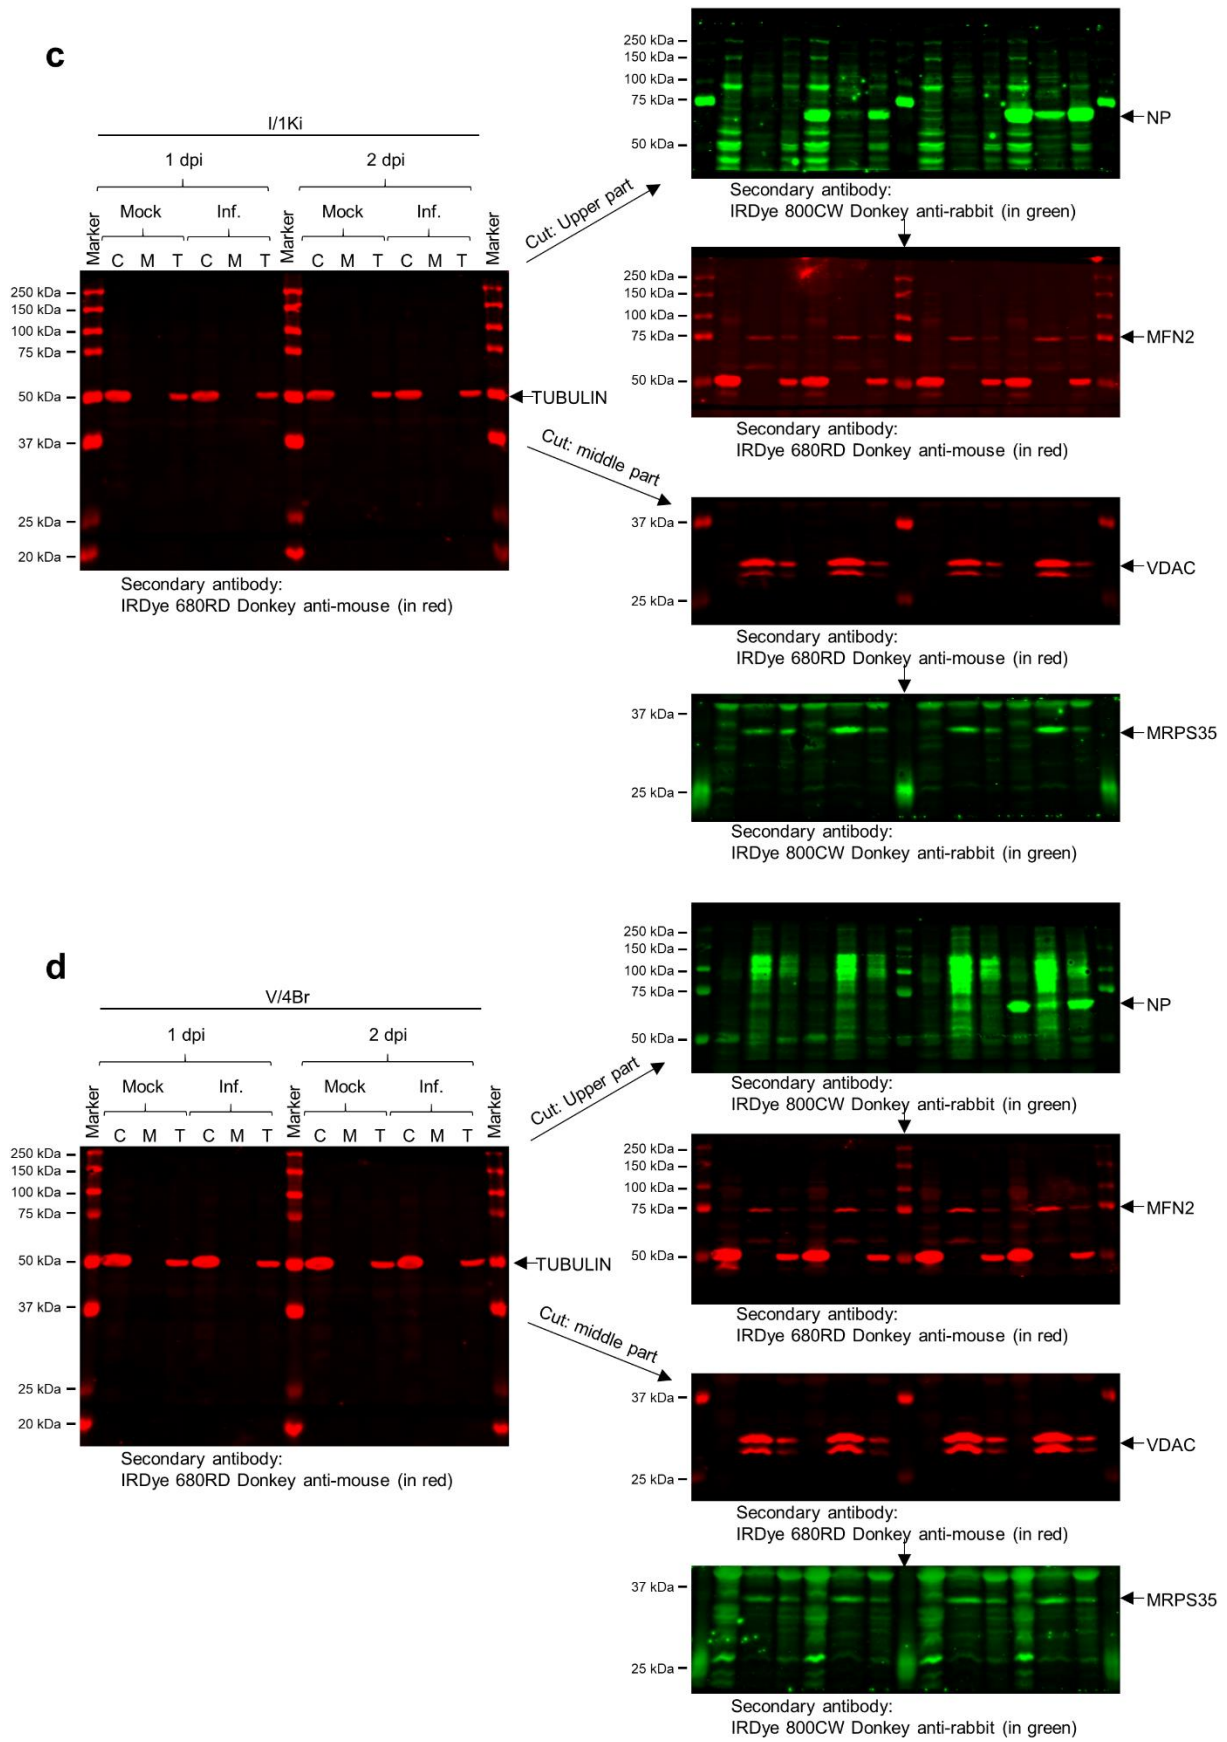 c
I/1Ki
1 dpi 2 dpi
Mock Inf. Mock Inf.
Marker C M T C M T Marker C M T C M T Marker
250 kDa
150 kDa
100 kDa
75 kDa
50 kDa
37 kDa
25 kDa
20 kDa
TUBULIN
Secondary antibody:
IRDye 680RD Donkey anti-mouse (in red)
Cut: Upper part
Cut: middle part
250 kDa
150 kDa
100 kDa
75 kDa
50 kDa
NP
Secondary antibody:
IRDye 800CW Donkey anti-rabbit (in green)
250 kDa
150 kDa
100 kDa
75 kDa
50 kDa
MFN2
Secondary antibody:
IRDye 680RD Donkey anti-mouse (in red)
37 kDa
25 kDa
VDAC
Secondary antibody:
IRDye 680RD Donkey anti-mouse (in red)
37 kDa
25 kDa
MRPS35
Secondary antibody:
IRDye 800CW Donkey anti-rabbit (in green)
d
V/4Br
1 dpi 2 dpi
Mock Inf. Mock Inf.
Marker C M T C M T Marker C M T C M T Marker
250 kDa
150 kDa
100 kDa
75 kDa
50 kDa
37 kDa
25 kDa
20 kDa
TUBULIN
Secondary antibody:
IRDye 680RD Donkey anti-mouse (in red)
Cut: Upper part
Cut: middle part
250 kDa
150 kDa
100 kDa
75 kDa
50 kDa
NP
Secondary antibody:
IRDye 800CW Donkey anti-rabbit (in green)
250 kDa
150 kDa
100 kDa
75 kDa
50 kDa
MFN2
Secondary antibody:
IRDye 680RD Donkey anti-mouse (in red)
37 kDa
25 kDa
VDAC
Secondary antibody:
IRDye 680RD Donkey anti-mouse (in red)
37 kDa
25 kDa
MRPS35
Secondary antibody:
IRDye 800CW Donkey anti-rabbit (in green)